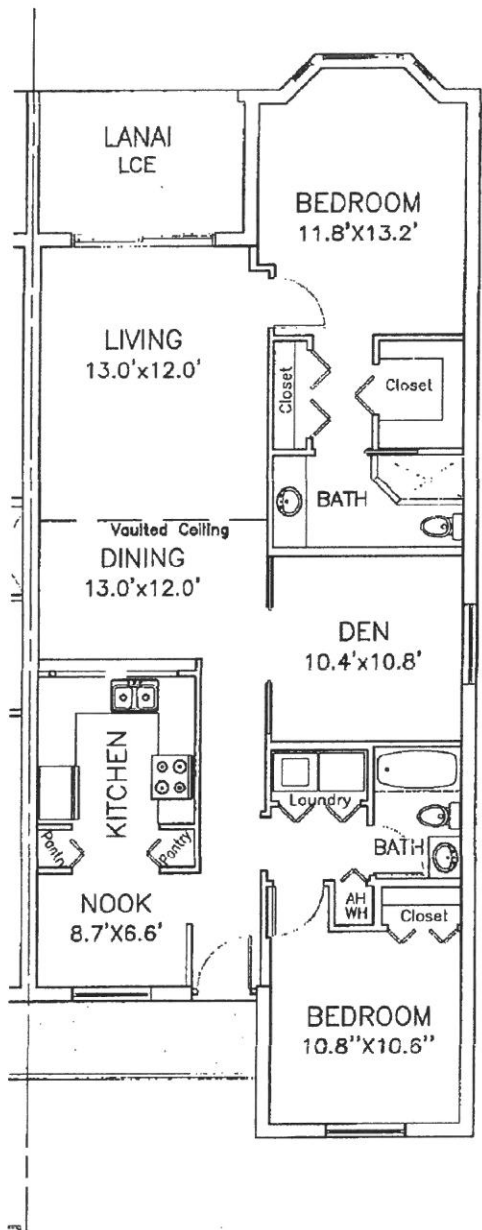 LANAI
LCE
BEDROOM
11.8'X13.2'
LIVING
13.0'x12.0'
Closet
Closet
BATH
Vaulted Ceiling
DINING
13.0'x12.0'
DEN
10.4'x10.8'
KITCHEN
Laundry
Pantry
Pantry
BATH
NOOK
8.7'X6.6'
AH
WH
Closet
BEDROOM
10.8"X10.6"